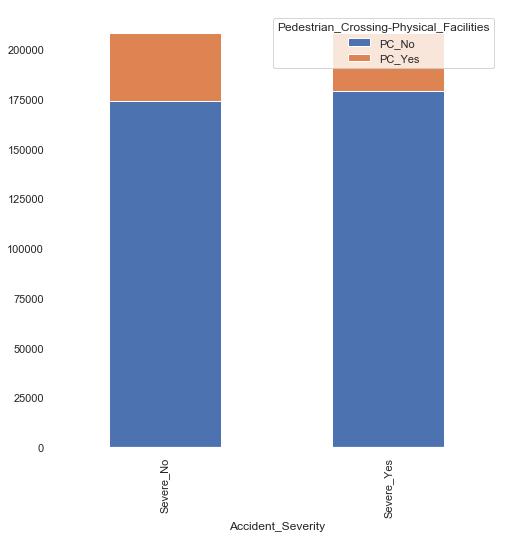 Pedestrian_Crossing-Physical_Facilities
PC_No
PC_Yes
200000
175000
150000
125000
100000
75000
50000
25000
0
Severe_No
Severe_Yes
Accident_Severity